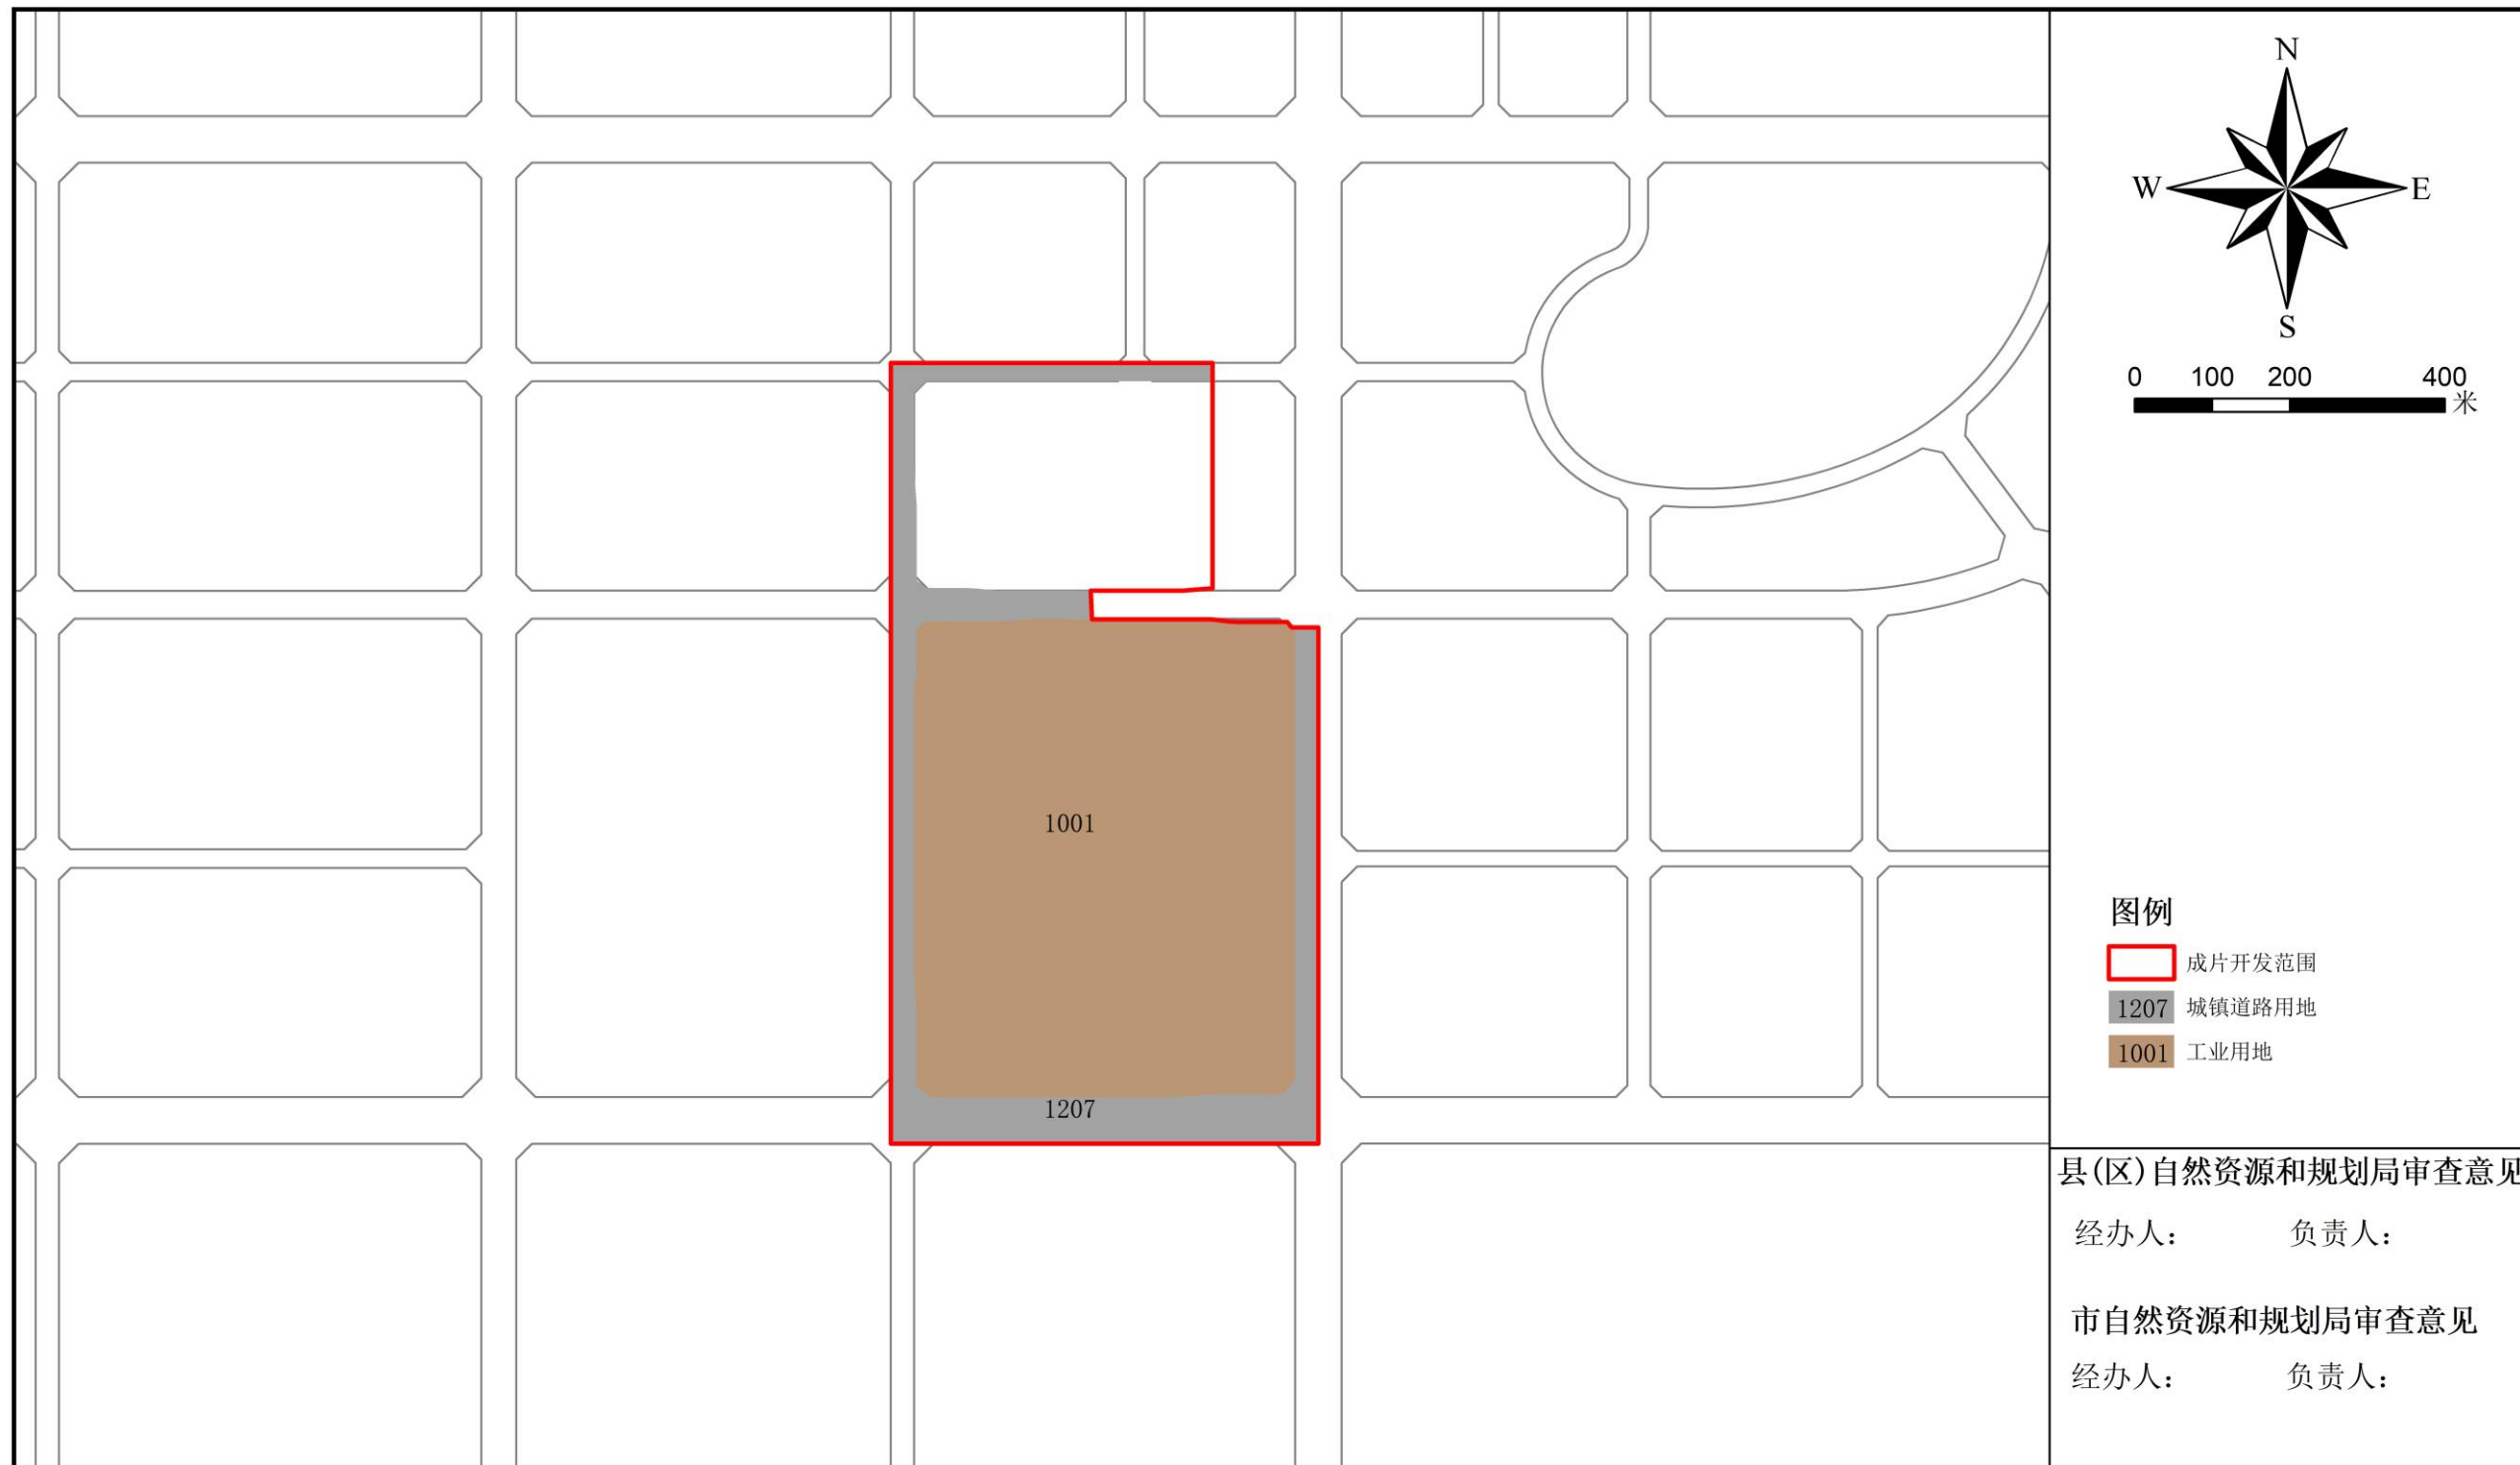 N
W
E
S
0 100 200 400
米
1001
1207
图例
成片开发范围
1207 城镇道路用地
1001 工业用地
县(区)自然资源和规划局审查意见
经办人: 负责人:
市自然资源和规划局审查意见
经办人: 负责人: